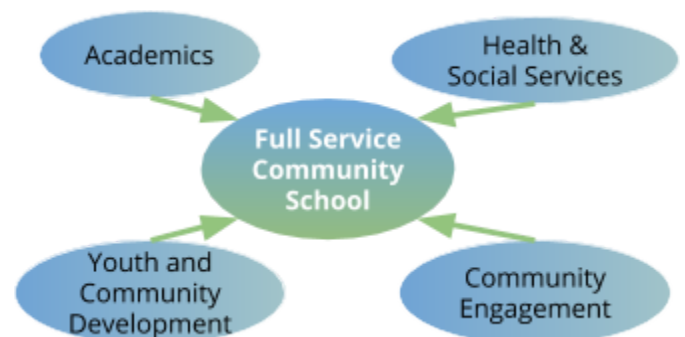 Academics
Health &
Social Services
Full Service
Community
School
Youth and
Community
Development
Community
Engagement